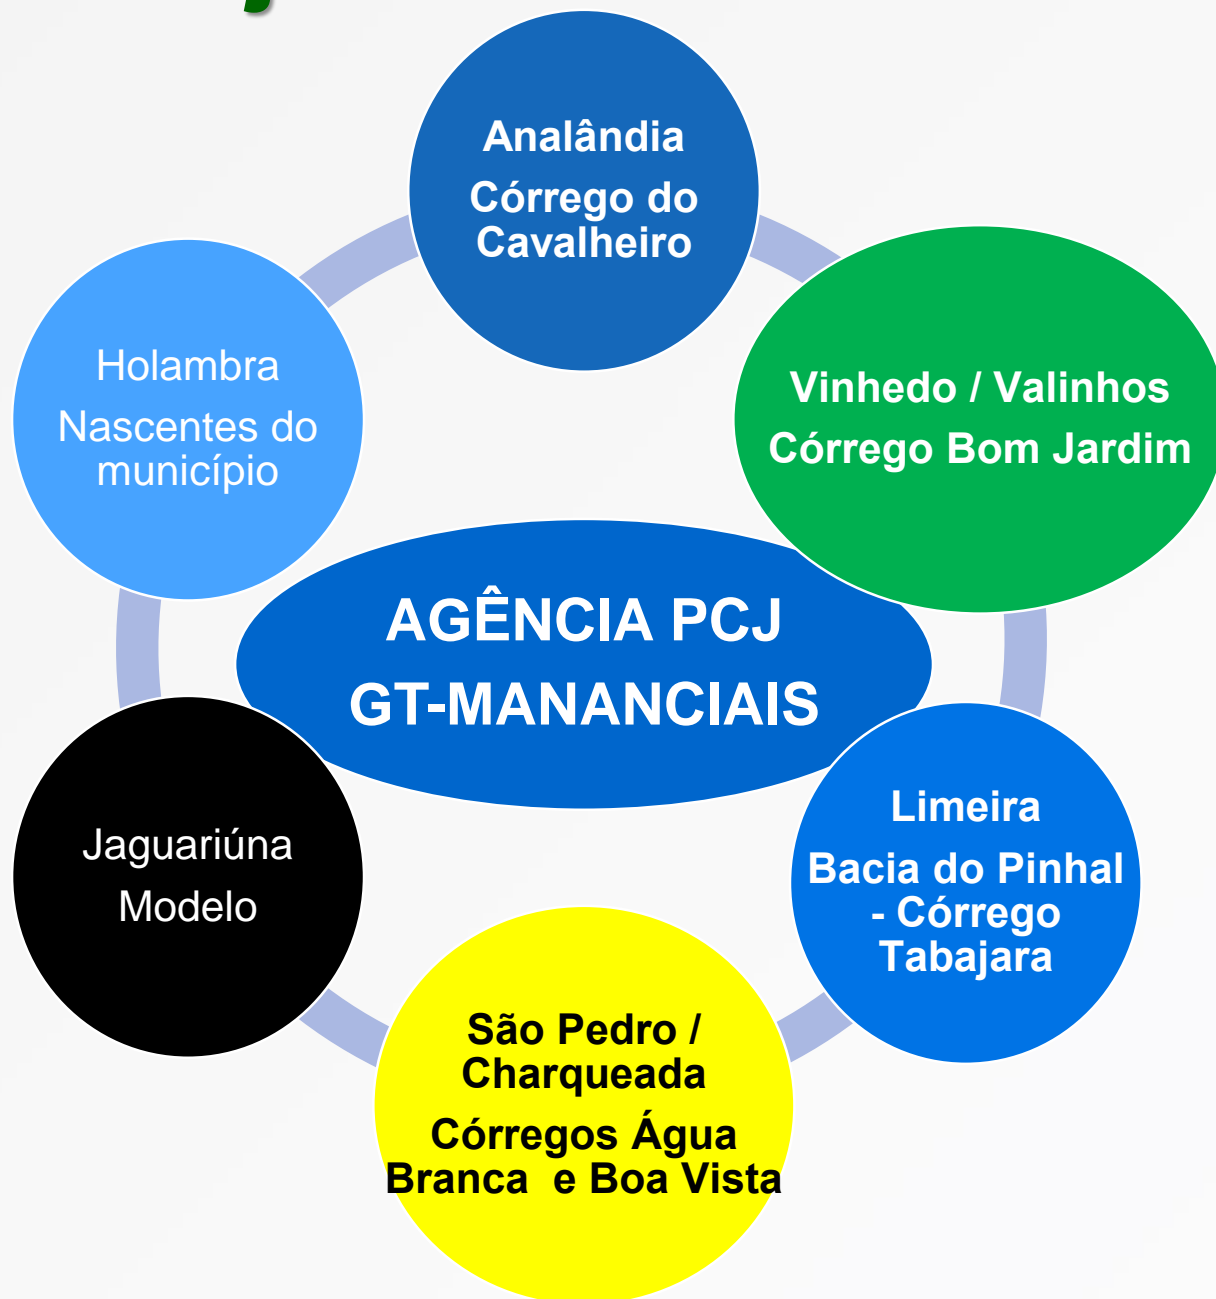 Analândia
Córrego do
Cavalheiro
Vinhedo / Valinhos
Córrego Bom Jardim
Holambra
Nascentes do
município
AGÊNCIA PCJ
GT-MANANCIAIS
Limeira
Bacia do Pinhal
- Córrego
Tabajara
Jaguariúna
Modelo
São Pedro /
Charqueada
Córregos Água
Branca  e Boa Vista